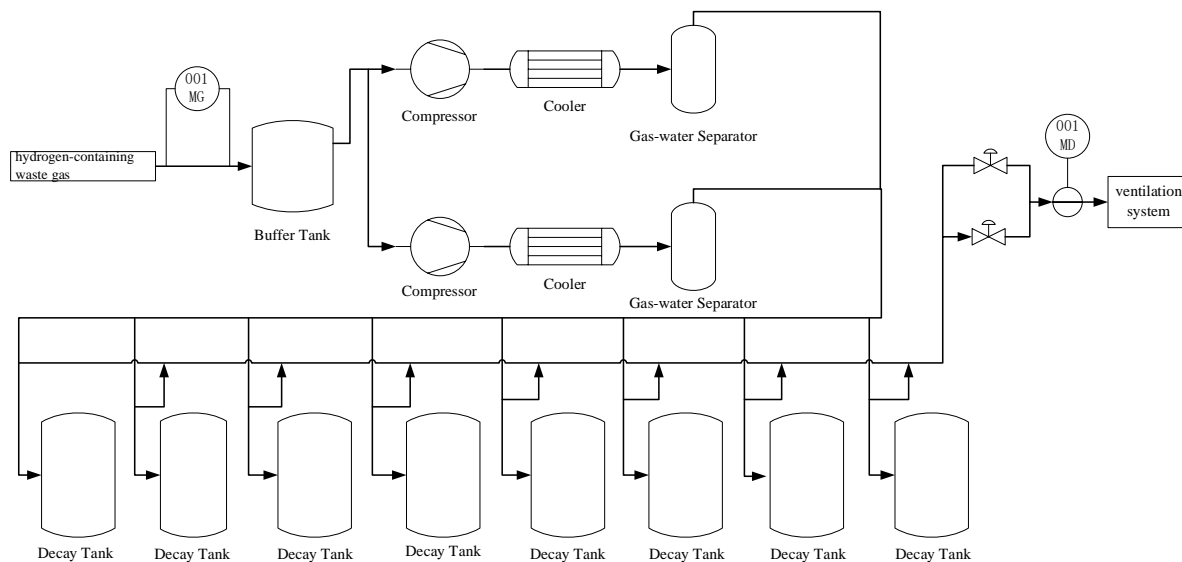 001
MG
hydrogen-containing
waste gas
Buffer Tank
Compressor
Cooler
Gas-water Separator
Compressor
Cooler
Gas-water Separator
001
MD
ventilation
system
Decay Tank
Decay Tank
Decay Tank
Decay Tank
Decay Tank
Decay Tank
Decay Tank
Decay Tank